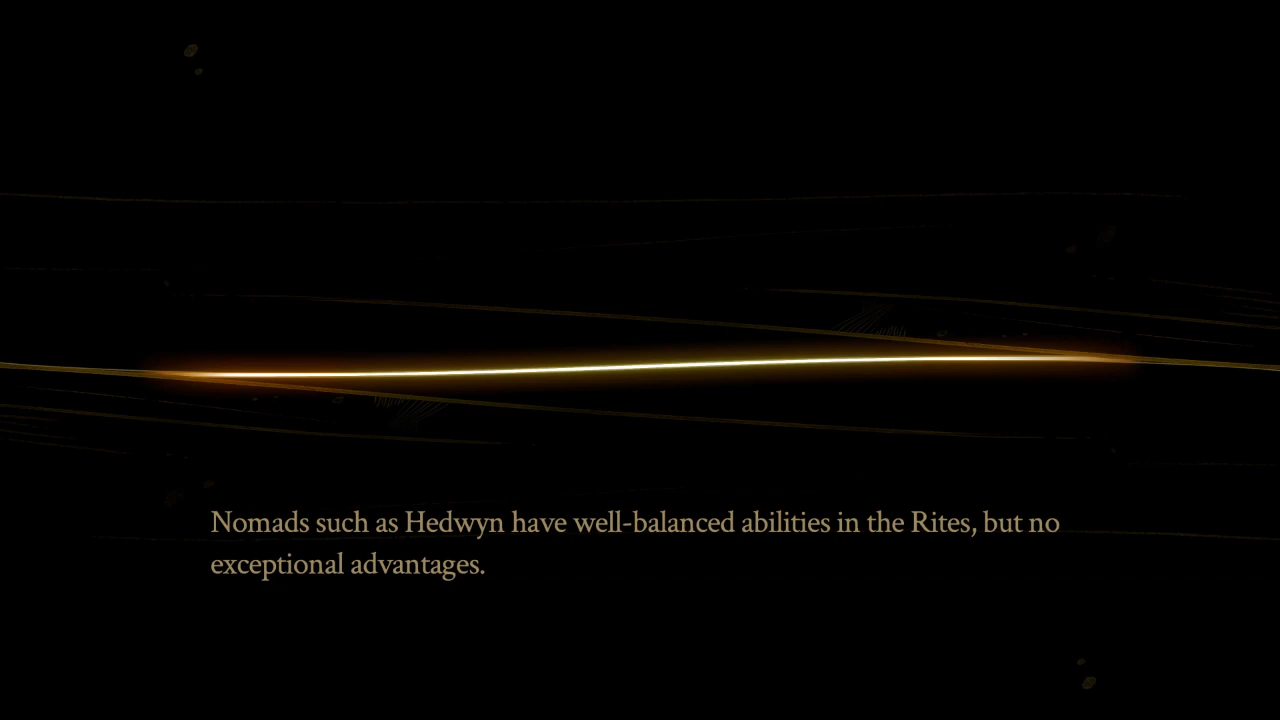 Nomads such as Hedwyn have well-balanced abilities in the Rites, but no
exceptional advantages.